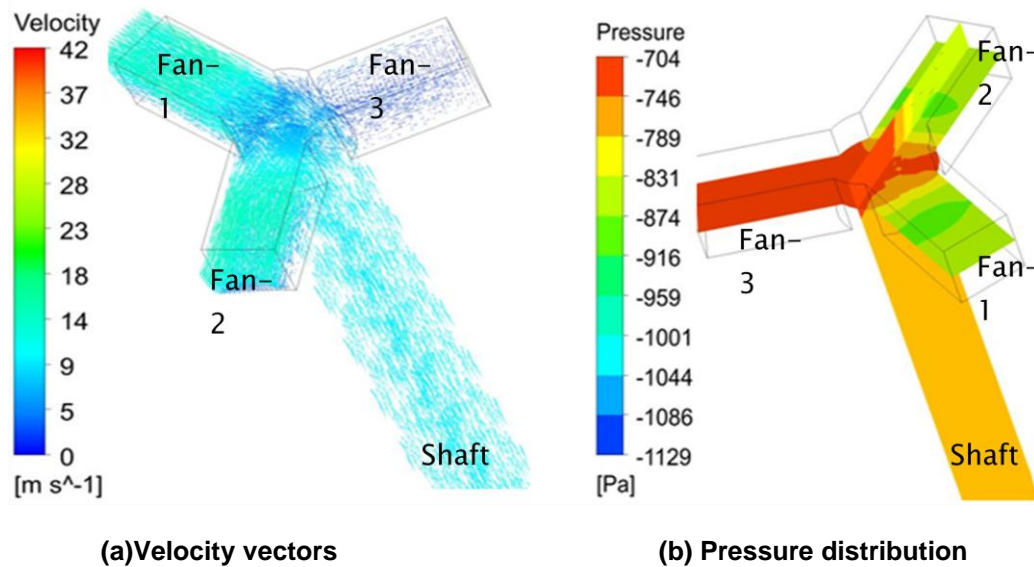 Velocity
42
37
32
28
23
18
14
9
5
0
[m s^-1]
Fan-
1
Fan-
3
Fan-
2
Shaft
Pressure
-704
-746
-789
-831
-874
-916
-959
-1001
-1044
-1086
-1129
[Pa]
Fan-
2
Fan-
3
Fan-
1
Shaft
(a)Velocity vectors
(b) Pressure distribution